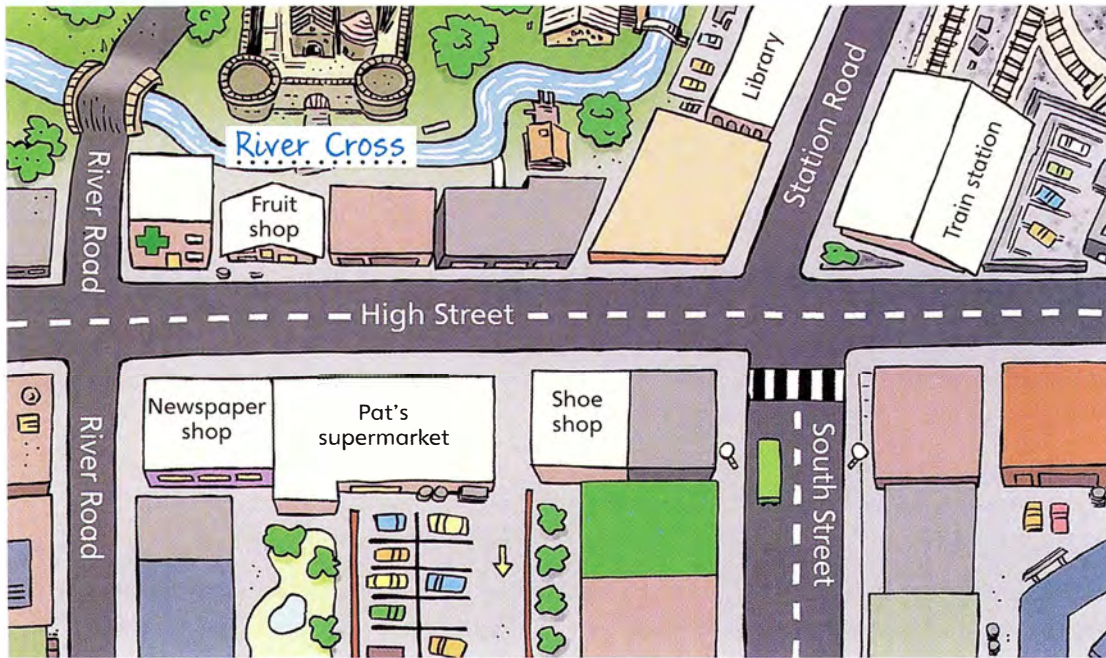 River Cross
River Road
Fruit
shop
Library
Station Road
Train station
High Street
Newspaper
shop
Pat's
supermarket
Shoe
shop
River Road
South Street